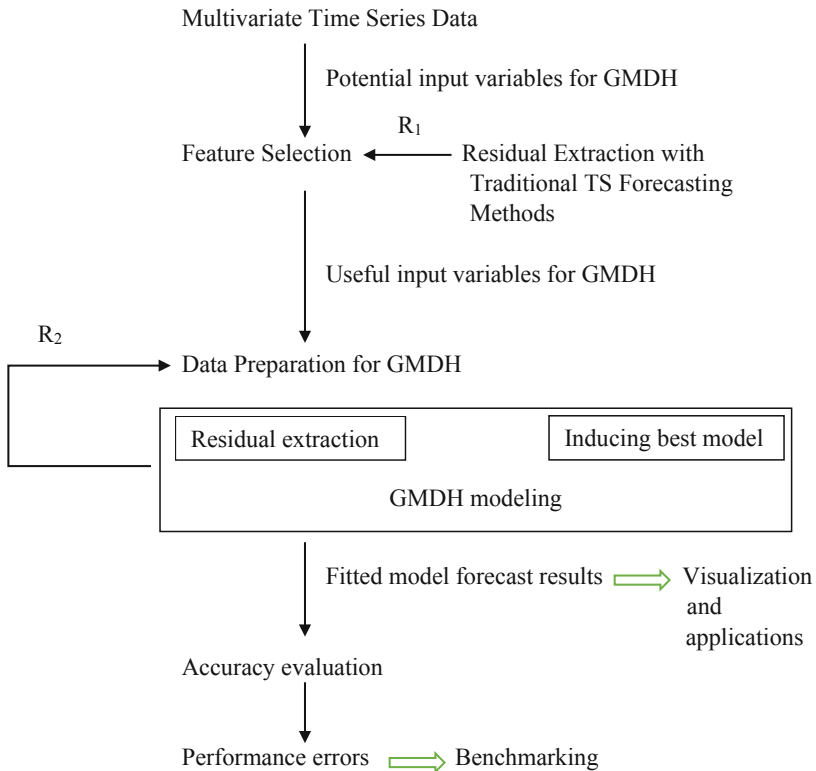 Multivariate Time Series Data
Potential input variables for GMDH
R₁
Feature Selection
Residual Extraction with
Traditional TS Forecasting
Methods
Useful input variables for GMDH
R₂
Data Preparation for GMDH
Residual extraction
Inducing best model
GMDH modeling
Fitted model forecast results
Visualization
and
applications
Accuracy evaluation
Performance errors
Benchmarking